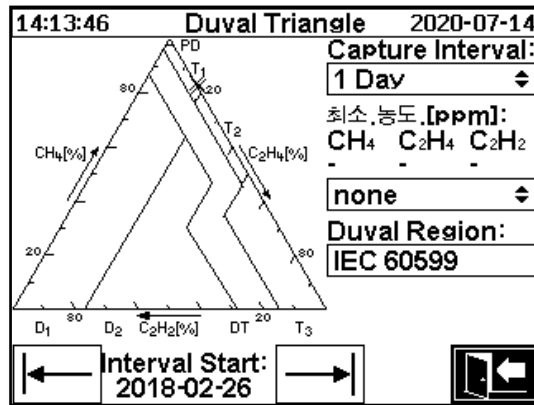 14:13:46 Duval Triangle 2020-07-14
PD
Capture Interval:
T₁
1 Day
80 20
최소.농도.[ppm]:
T₂
CH₄ C₂H₄ C₂H₂
CH₄[%] C₂H₄[%]
- - -
none
Duval Region:
20 80
IEC 60599
80 20
D₁ D₂ C₂H₂[%] DT T₃
Interval Start:
2018-02-26